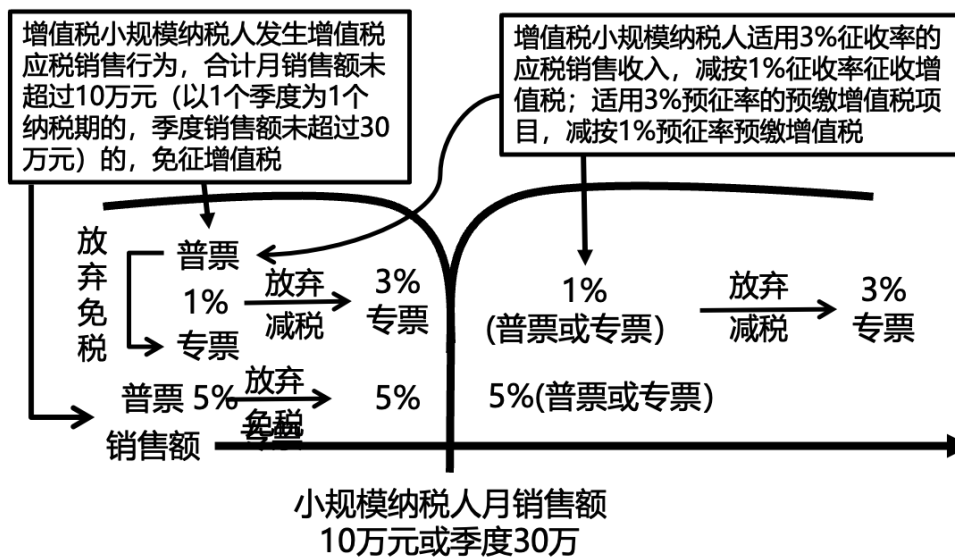 增值税小规模纳税人发生增值税
应税销售行为，合计月销售额未
超过10万元（以1个季度为1个
纳税期的，季度销售额未超过30
万元）的，免征增值税
增值税小规模纳税人适用3%征收率的
应税销售收入，减按1%征收率征收增
值税；适用3%预征率的预缴增值税项
目，减按1%预征率预缴增值税
放弃免税
普票
1%
专票
放弃
减税
3%
专票
1%
(普票或专票)
放弃
减税
3%
专票
普票 5%
放弃
免税
专票
5%
5%(普票或专票)
销售额
小规模纳税人月销售额
10万元或季度30万